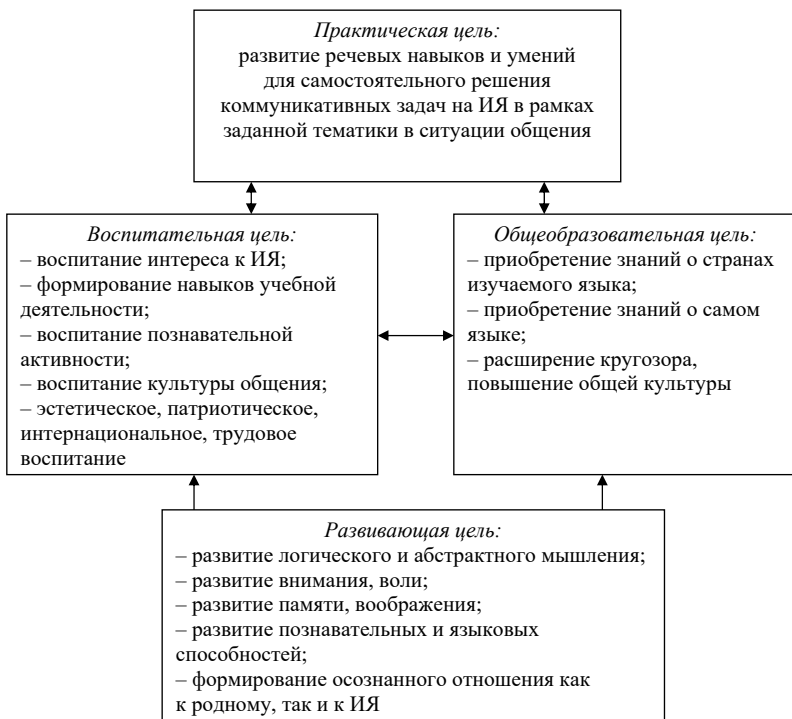 Практическая цель:
развитие речевых навыков и умений
для самостоятельного решения
коммуникативных задач на ИЯ в рамках
заданной тематики в ситуации общения
Воспитательная цель:
– воспитание интереса к ИЯ;
– формирование навыков учебной
деятельности;
– воспитание познавательной
активности;
– воспитание культуры общения;
– эстетическое, патриотическое,
интернациональное, трудовое
воспитание
Общеобразовательная цель:
– приобретение знаний о странах
изучаемого языка;
– приобретение знаний о самом
языке;
– расширение кругозора,
повышение общей культуры
Развивающая цель:
– развитие логического и абстрактного мышления;
– развитие внимания, воли;
– развитие памяти, воображения;
– развитие познавательных и языковых
способностей;
– формирование осознанного отношения как
к родному, так и к ИЯ